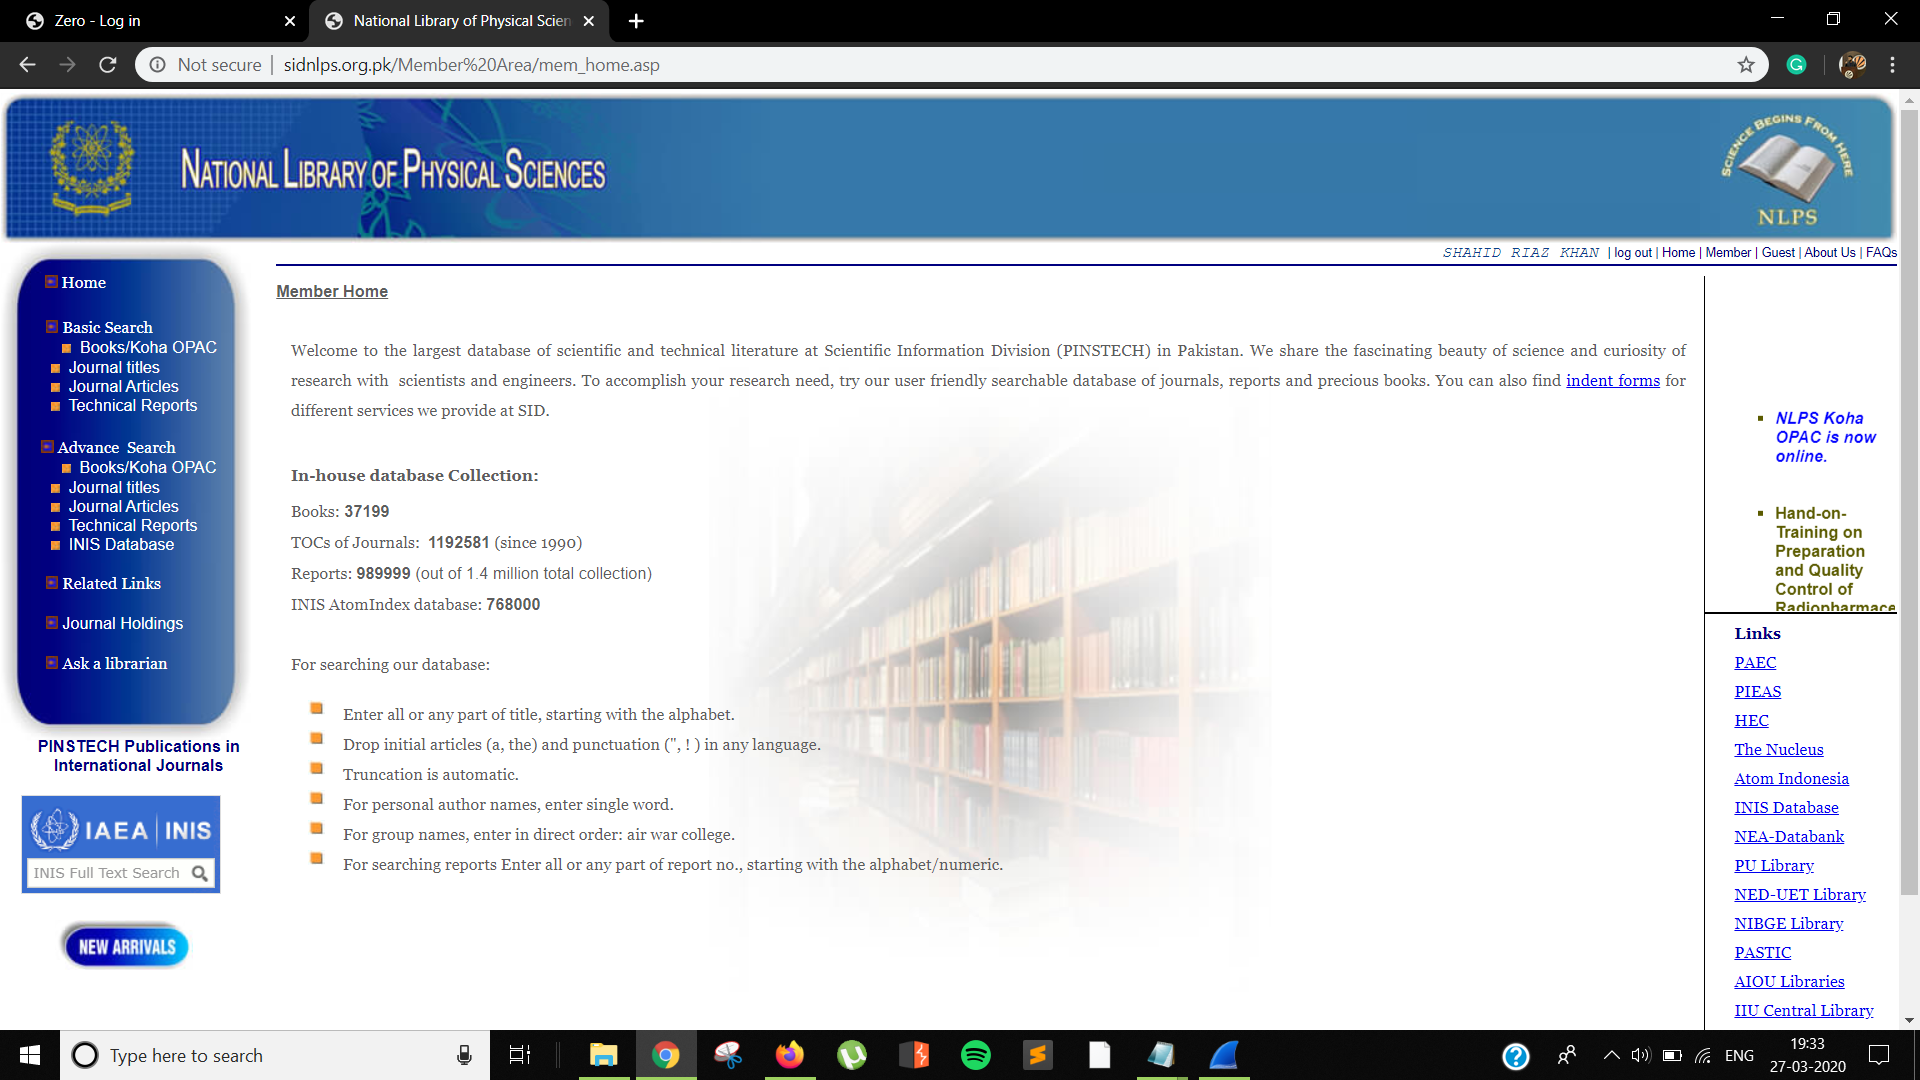 Zero - Log in
National Library of Physical Scien
Not secure | sidnlps.org.pk/Member%20Area/mem_home.asp
NATIONAL LIBRARY OF PHYSICAL SCIENCES
SCIENCE BEGINS FROM HERE
NLPS
SHAHID RIAZ KHAN | log out | Home | Member | Guest | About Us | FAQs
Home
Basic Search
Books/Koha OPAC
Journal titles
Journal Articles
Technical Reports
Advance Search
Books/Koha OPAC
Journal titles
Journal Articles
Technical Reports
INIS Database
Related Links
Journal Holdings
Ask a librarian
PINSTECH Publications in
International Journals
IAEA | INIS
INIS Full Text Search
NEW ARRIVALS
Member Home
Welcome to the largest database of scientific and technical literature at Scientific Information Division (PINSTECH) in Pakistan. We share the fascinating beauty of science and curiosity of
research with scientists and engineers. To accomplish your research need, try our user friendly searchable database of journals, reports and precious books. You can also find indent forms for
different services we provide at SID.
In-house database Collection:
Books: 37199
TOCs of Journals: 1192581 (since 1990)
Reports: 989999 (out of 1.4 million total collection)
INIS AtomIndex database: 768000
For searching our database:
Enter all or any part of title, starting with the alphabet.
Drop initial articles (a, the) and punctuation (", ! ) in any language.
Truncation is automatic.
For personal author names, enter single word.
For group names, enter in direct order: air war college.
For searching reports Enter all or any part of report no., starting with the alphabet/numeric.
NLPS Koha
OPAC is now
online.
Hand-on-
Training on
Preparation
and Quality
Control of
Radiopharmace
Links
PAEC
PIEAS
HEC
The Nucleus
Atom Indonesia
INIS Database
NEA-Databank
PU Library
NED-UET Library
NIBGE Library
PASTIC
AIOU Libraries
IIU Central Library
Type here to search
ENG
19:33
27-03-2020